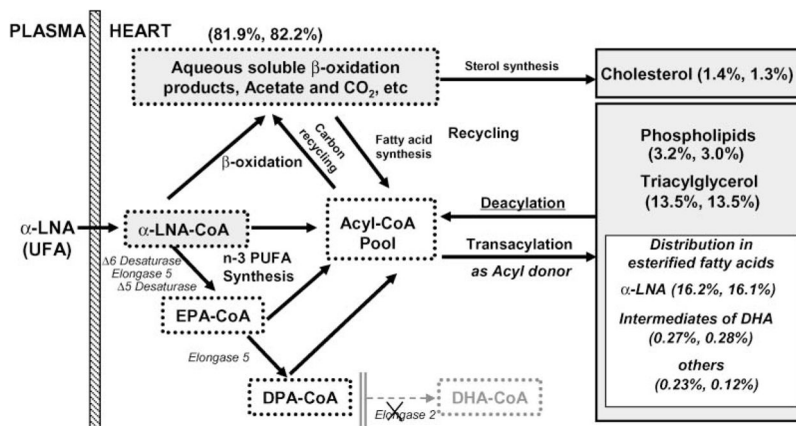 PLASMA
HEART
(81.9%, 82.2%)
Aqueous soluble β-oxidation
products, Acetate and CO₂, etc
Sterol synthesis
Cholesterol (1.4%, 1.3%)
β-oxidation
Carbon
recycling
Fatty acid
synthesis
Recycling
Phospholipids
(3.2%, 3.0%)
Triacylglycerol
(13.5%, 13.5%)
α-LNA
(UFA)
α-LNA-CoA
Acyl-CoA
Pool
Deacylation
Transacylation
as Acyl donor
Δ6 Desaturase
Elongase 5
Δ5 Desaturase
n-3 PUFA
Synthesis
EPA-CoA
Elongase 5
DPA-CoA
Elongase 2
DHA-CoA
Distribution in
esterified fatty acids
α-LNA (16.2%, 16.1%)
Intermediates of DHA
(0.27%, 0.28%)
others
(0.23%, 0.12%)